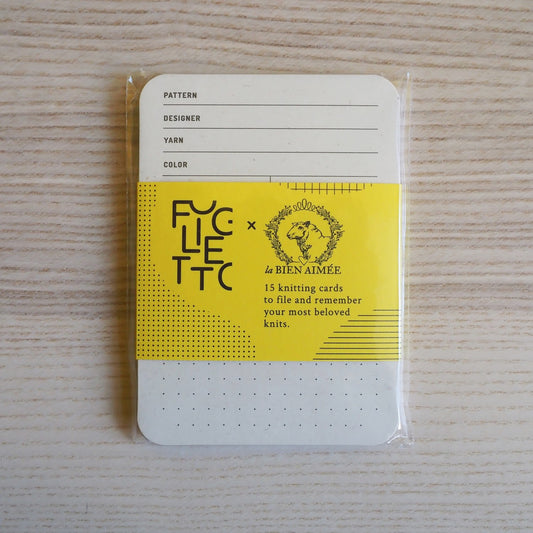 PATTERN
DESIGNER
YARN
COLOR
FOG
LIE
TTO
x
la BIEN AIMÉE
15 knitting cards
to file and remember
your most beloved
knits.